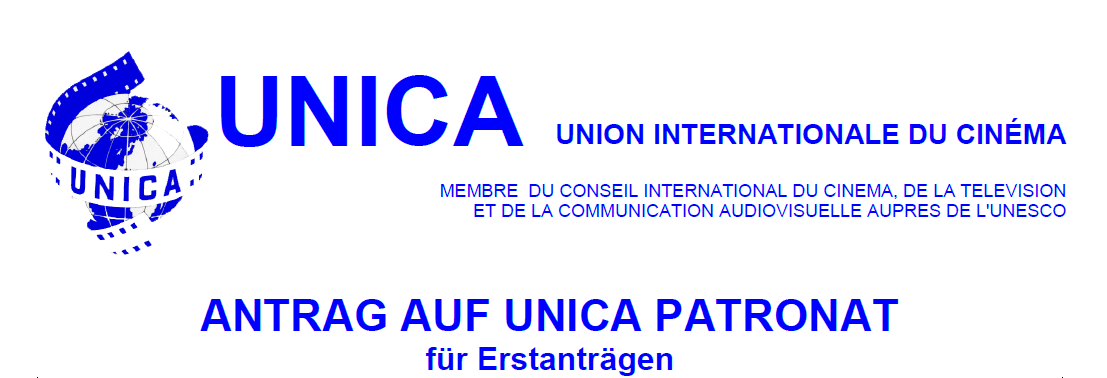 UNICA
UNICA UNION INTERNATIONALE DU CINÉMA
MEMBRE DU CONSEIL INTERNATIONAL DU CINEMA, DE LA TELEVISION
ET DE LA COMMUNICATION AUDIOVISUELLE AUPRES DE L'UNESCO
ANTRAG AUF UNICA PATRONAT
für Erstanträgen